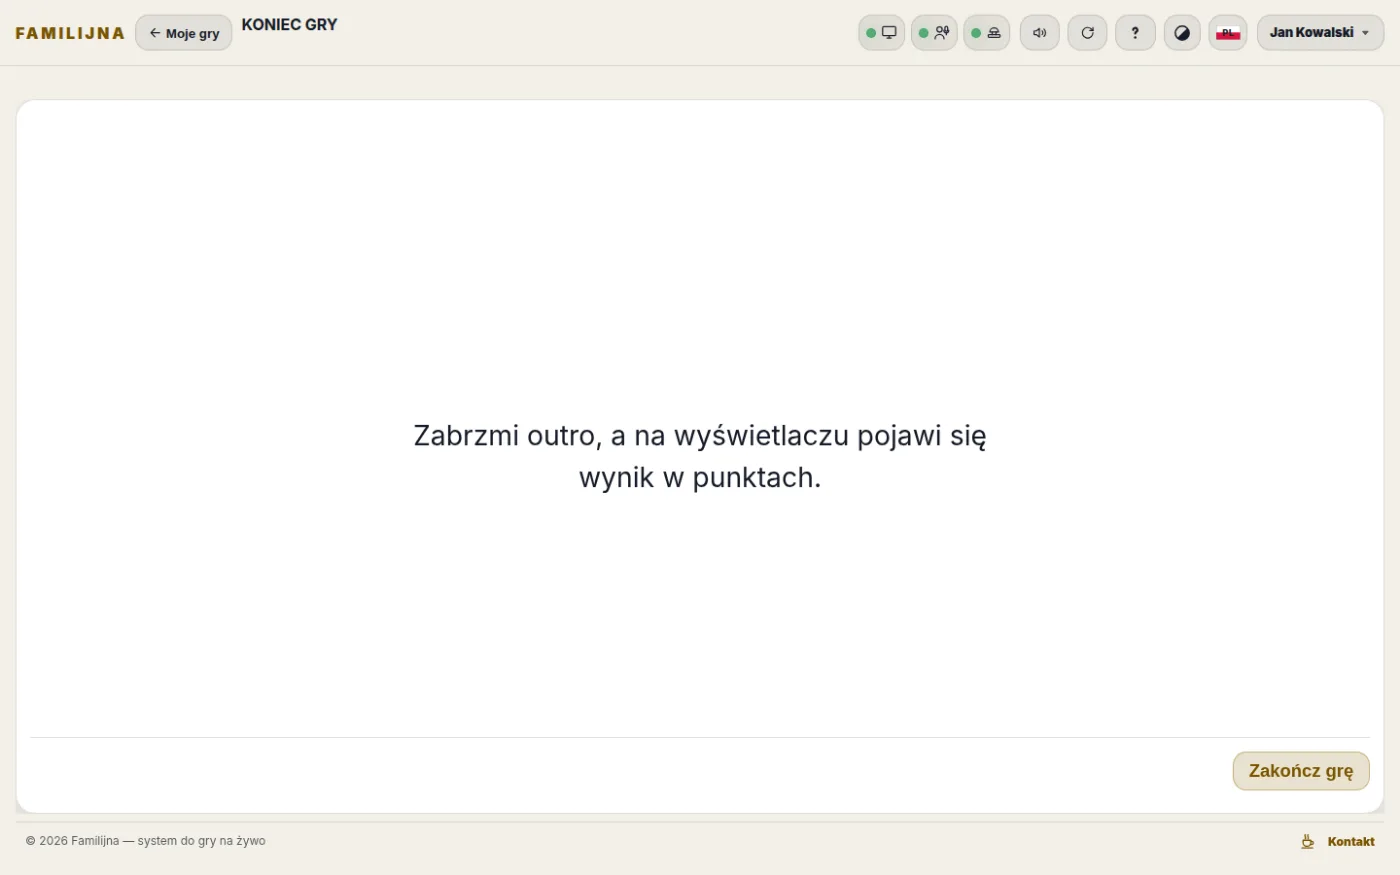 FAMILIJNA
← Moje gry
KONIEC GRY
?
PL
Jan Kowalski
Zabrzmi outro, a na wyświetlaczu pojawi się
wynik w punktach.
Zakończ grę
© 2026 Familijna — system do gry na żywo
Kontakt